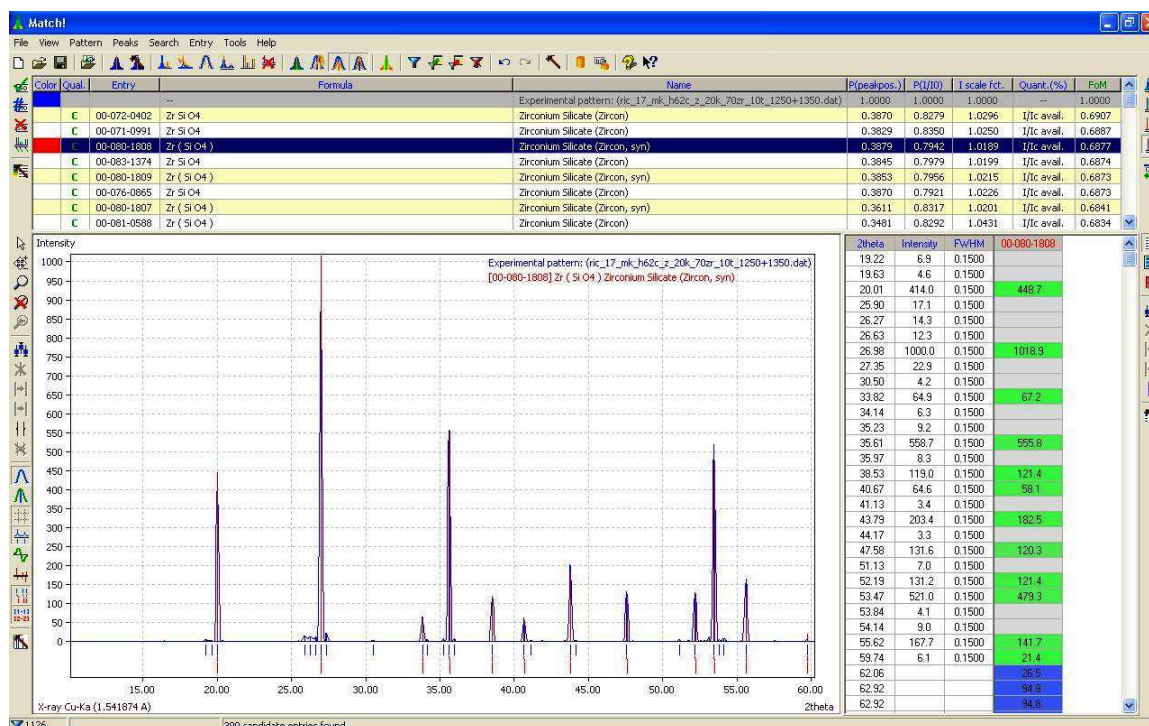 Match!
File View Pattern Peaks Search Entry Tools Help
Color Qual. Entry Formula Name P(peakpos.) P(I/I0) I scale fct. Quant.(%) FoM
-- Experimental pattern: (ric_17_mk_h62c_z_20k_70zr_10t_1250+1350.dat) 1.0000 1.0000 1.0000 -- 1.0000
C 00-072-0402 Zr Si O4 Zirconium Silicate (Zircon) 0.3870 0.8279 1.0296 I/Ic avail. 0.6907
C 00-071-0991 Zr Si O4 Zirconium Silicate (Zircon) 0.3829 0.8350 1.0250 I/Ic avail. 0.6887
C 00-080-1808 Zr ( Si O4 ) Zirconium Silicate (Zircon, syn) 0.3879 0.7942 1.0189 I/Ic avail. 0.6877
C 00-083-1374 Zr Si O4 Zirconium Silicate (Zircon) 0.3845 0.7979 1.0199 I/Ic avail. 0.6874
C 00-080-1809 Zr ( Si O4 ) Zirconium Silicate (Zircon, syn) 0.3853 0.7956 1.0215 I/Ic avail. 0.6873
C 00-076-0865 Zr Si O4 Zirconium Silicate (Zircon) 0.3870 0.7921 1.0226 I/Ic avail. 0.6873
C 00-080-1807 Zr ( Si O4 ) Zirconium Silicate (Zircon, syn) 0.3611 0.8317 1.0201 I/Ic avail. 0.6841
C 00-081-0588 Zr ( Si O4 ) Zirconium Silicate (Zircon) 0.3481 0.8292 1.0431 I/Ic avail. 0.6834
Intensity
Experimental pattern: (ric_17_mk_h62c_z_20k_70zr_10t_1250+1350.dat)
[00-080-1808] Zr ( Si O4 ) Zirconium Silicate (Zircon, syn)
1000
950
900
850
800
750
700
650
600
550
500
450
400
350
300
250
200
150
100
50
0
15.00 20.00 25.00 30.00 35.00 40.00 45.00 50.00 55.00 60.00
X-ray Cu-Ka (1.541874 A) 2theta
2theta Intensity FWHM 00-080-1808
19.22 6.9 0.1500
19.63 4.6 0.1500
20.01 414.0 0.1500 448.7
25.90 17.1 0.1500
26.27 14.3 0.1500
26.63 12.3 0.1500
26.98 1000.0 0.1500 1018.9
27.35 22.9 0.1500
30.50 4.2 0.1500
33.82 64.9 0.1500 67.2
34.14 6.3 0.1500
35.23 9.2 0.1500
35.61 558.7 0.1500 555.8
35.97 8.3 0.1500
38.53 119.0 0.1500 121.4
40.67 64.6 0.1500 58.1
41.13 3.4 0.1500
43.79 203.4 0.1500 182.5
44.17 3.3 0.1500
47.58 131.6 0.1500 120.3
51.13 7.0 0.1500
52.19 131.2 0.1500 121.4
53.47 521.0 0.1500 479.3
53.84 4.1 0.1500
54.14 9.0 0.1500
55.62 167.7 0.1500 141.7
59.74 6.1 0.1500 21.4
62.06 26.5
62.92 94.8
62.92 94.8
1126